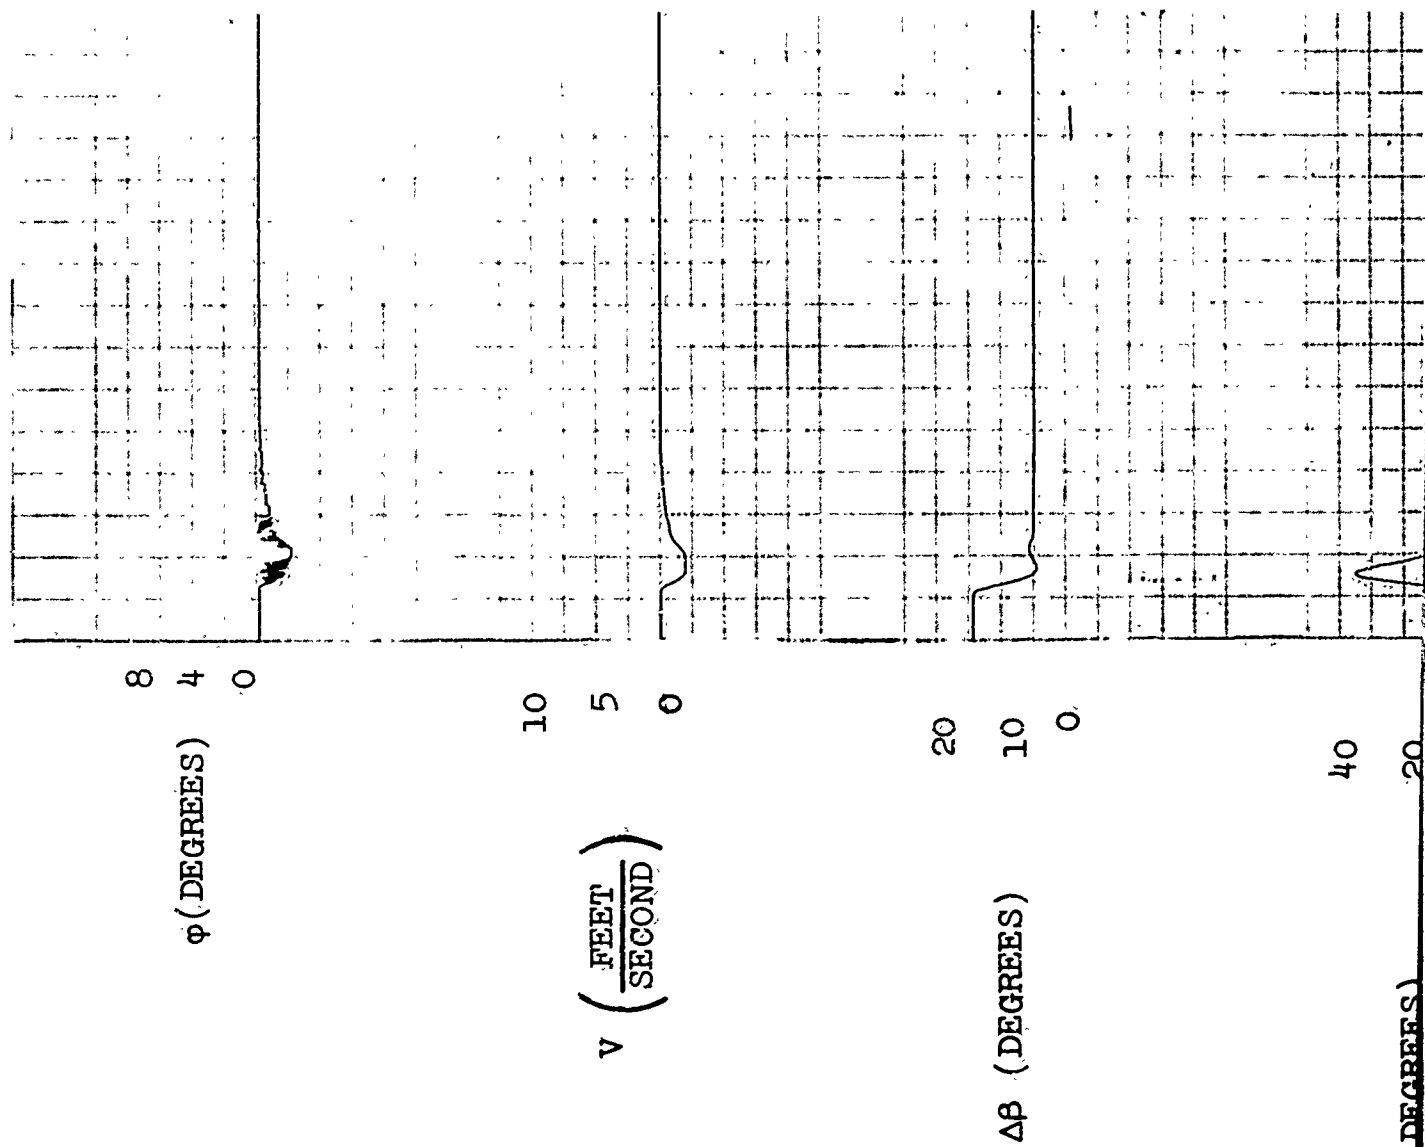 φ(DEGREES)
8 4 0
V ( FEET
SECOND )
10 5 0
Δβ (DEGREES)
20 10 0
DEGREES)
40 20